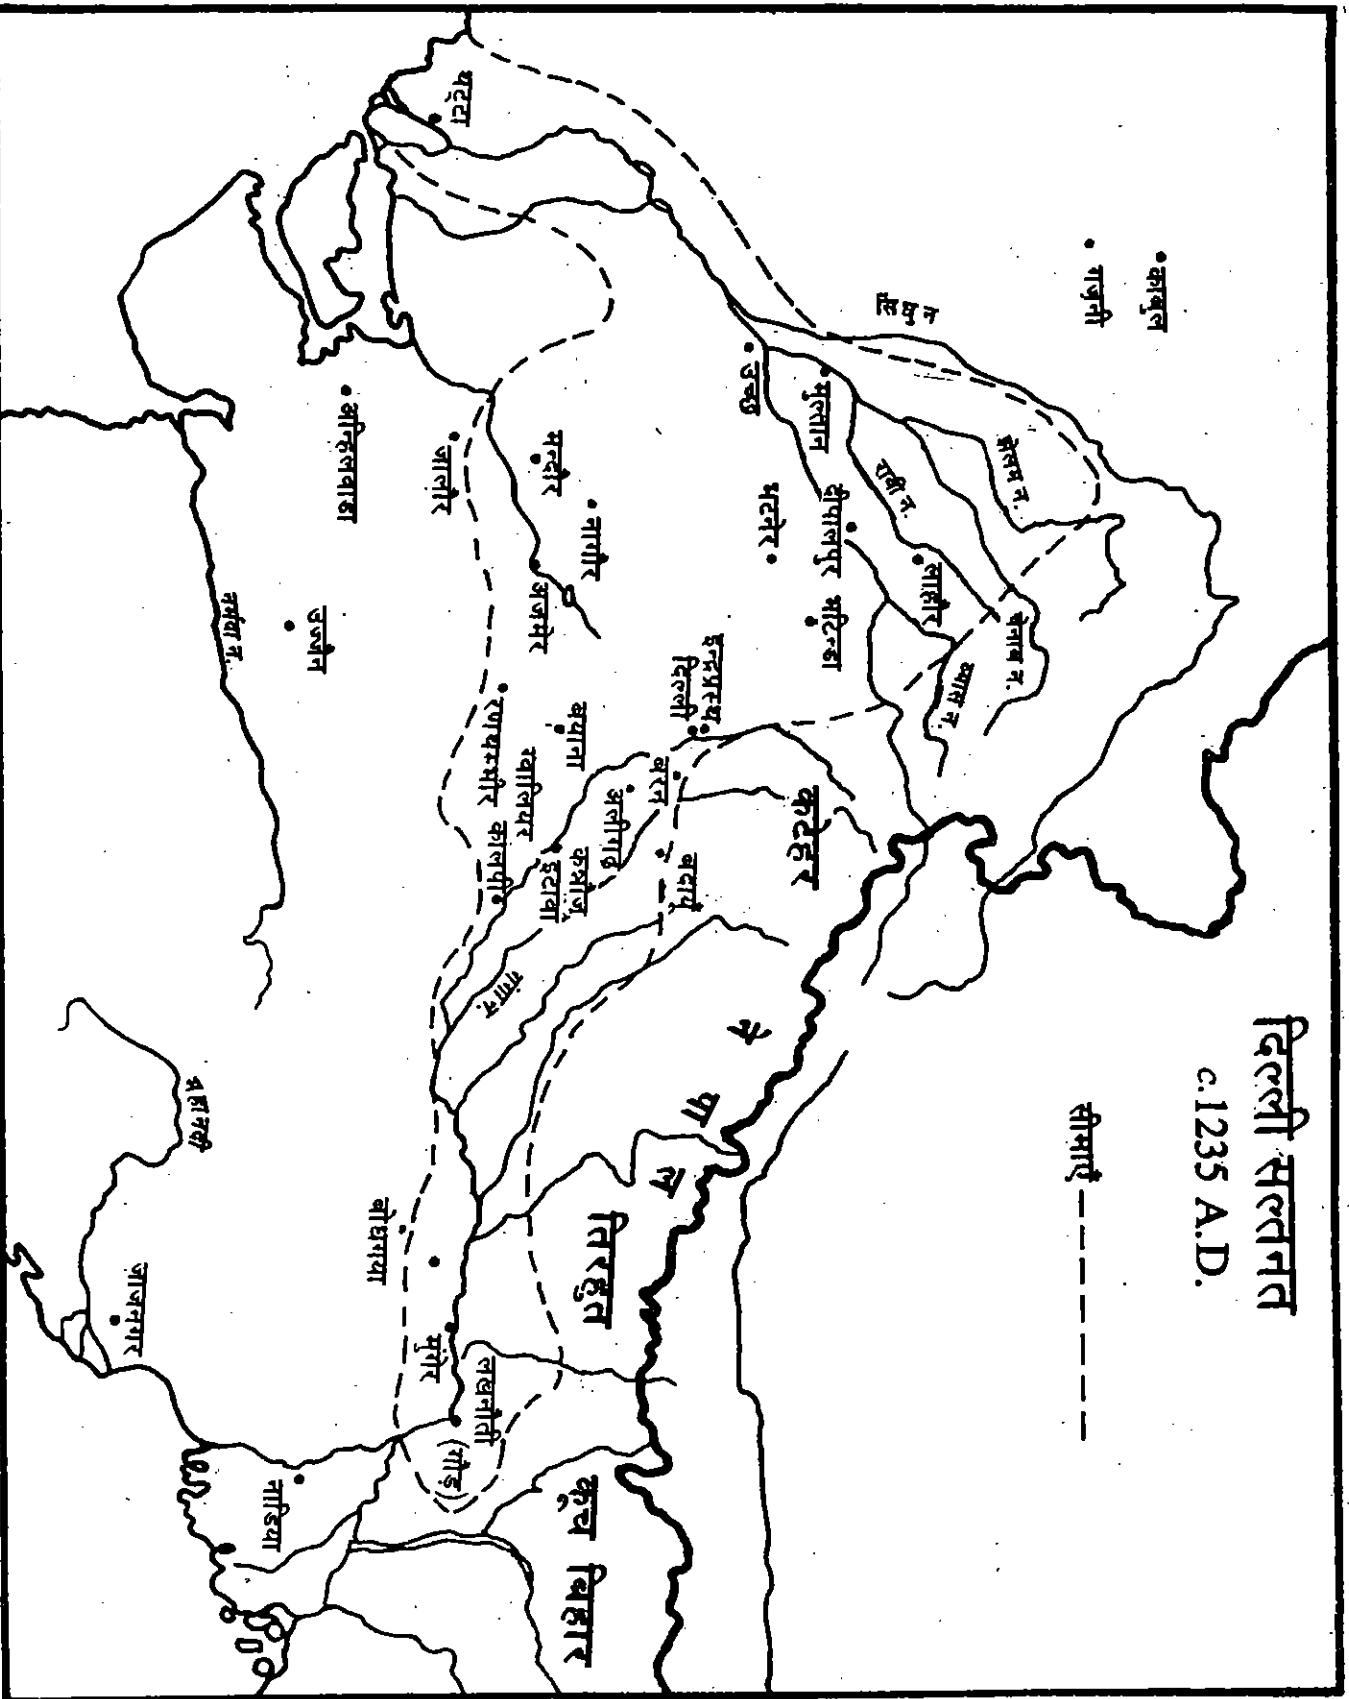 दिल्ली सल्तनत
c.1235 A.D.
सीमाएँ
काबुल
गज़नी
सिंधु न
झेलम न.
चेनाब न.
रावी न.
व्यास न.
लाहौर
मुल्तान
उच्छ
दीपालपुर
भटिन्डा
भटनेर
थट्टा
इन्द्रप्रस्थ
दिल्ली
कटेहर
बरन
बदायूँ
अलीगढ़
नागौर
मन्दौर
अजमेर
बयाना
जालौर
रणथम्भौर
ग्वालियर
कालपी
इटावा
कन्नौज
गंगा न.
नेपाल
तिरहुत
कूच बिहार
अन्हिलवाडा
उज्जैन
नर्मदा न.
बोधगया
मुंगेर
लखनौती
(गौड़)
महानदी
जाजनगर
नादिया